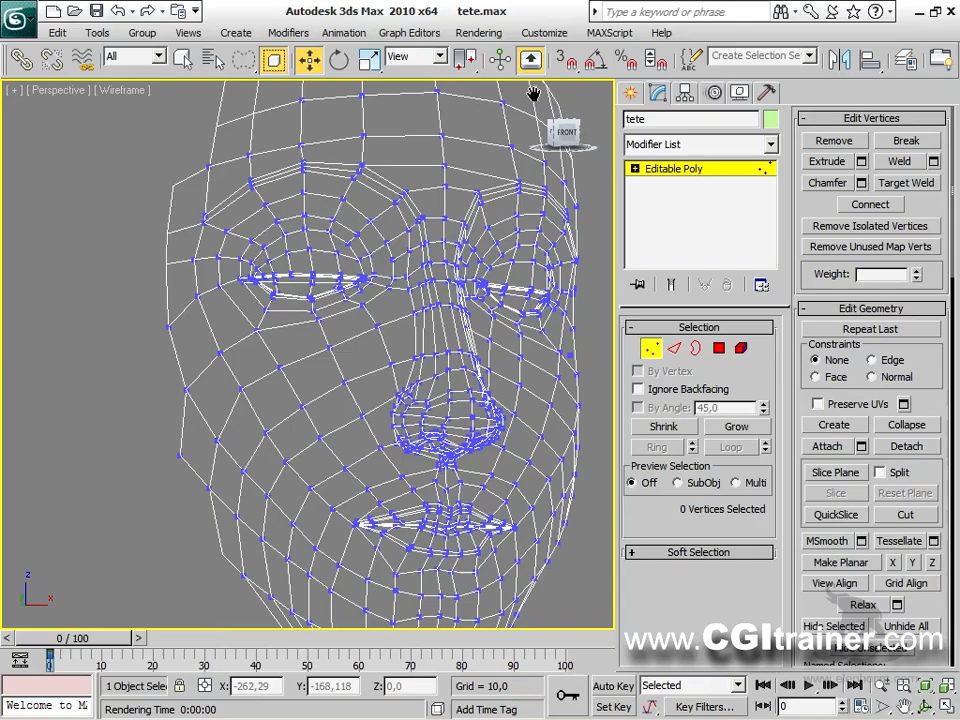 Autodesk 3ds Max 2010 x64 tete.max
Type a keyword or phrase
Edit Tools Group Views Create Modifiers Animation Graph Editors Rendering Customize MAXScript Help
All View Create Selection Se
[ + ] [ Perspective ] [ Wireframe ]
FRONT
z
x
tete
Modifier List
Editable Poly
Selection
By Vertex
Ignore Backfacing
By Angle: 45,0
Shrink Grow
Ring Loop
Preview Selection
Off SubObj Multi
0 Vertices Selected
Soft Selection
Edit Vertices
Remove Break
Extrude Weld
Chamfer Target Weld
Connect
Remove Isolated Vertices
Remove Unused Map Verts
Weight:
Edit Geometry
Repeat Last
Constraints
None Edge
Face Normal
Preserve UVs
Create Collapse
Attach Detach
Slice Plane Split
Slice Reset Plane
QuickSlice Cut
MSmooth Tessellate
Make Planar X Y Z
View Align Grid Align
Relax
Hide Selected Unhide All
www.CGItrainer.com
0 / 100
0 10 20 30 40 50 60 70 80 90 100
1 Object Selec X: -262,29 Y: -168,118 Z: 0,0 Grid = 10,0 Auto Key Selected
Welcome to M Rendering Time 0:00:00 Add Time Tag Set Key Key Filters... 0